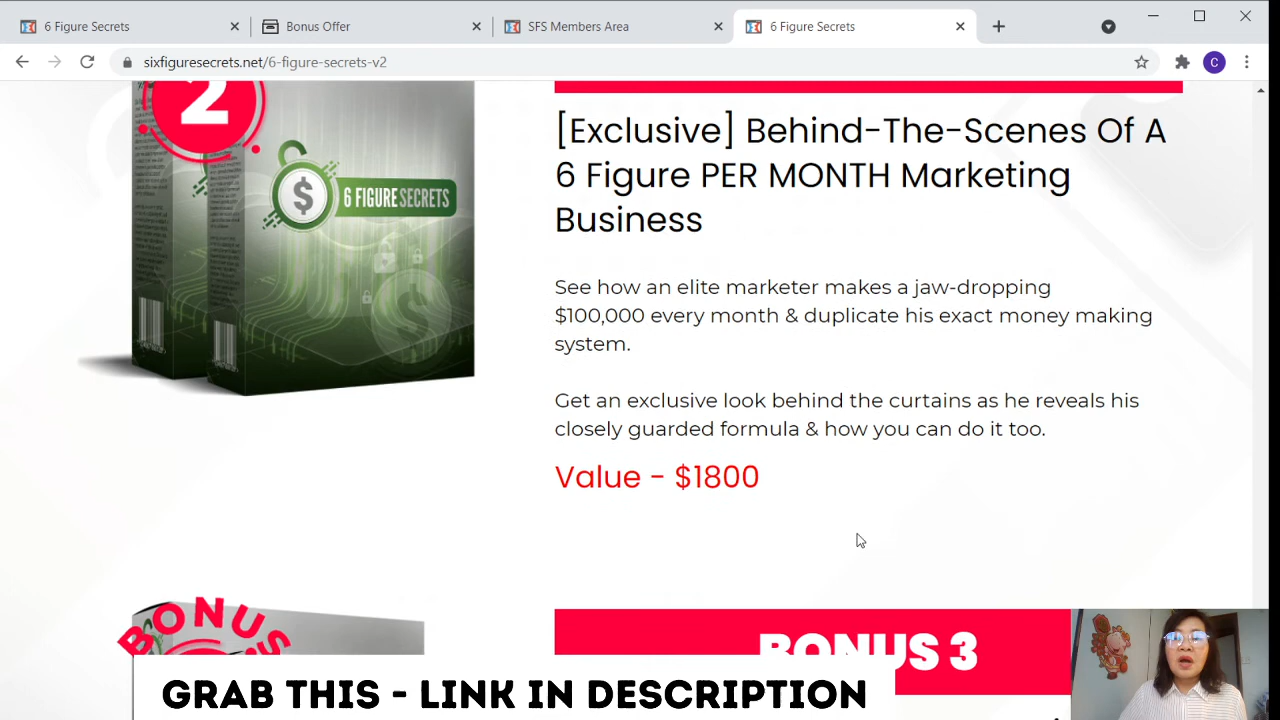 6 Figure Secrets
Bonus Offer
SFS Members Area
6 Figure Secrets
sixfiguresecrets.net/6-figure-secrets-v2
C
2
6 FIGURE SECRETS
[Exclusive] Behind-The-Scenes Of A
6 Figure PER MONTH Marketing
Business
See how an elite marketer makes a jaw-dropping
$100,000 every month & duplicate his exact money making
system.
Get an exclusive look behind the curtains as he reveals his
closely guarded formula & how you can do it too.
Value - $1800
BONUS
BONUS 3
GRAB THIS - LINK IN DESCRIPTION